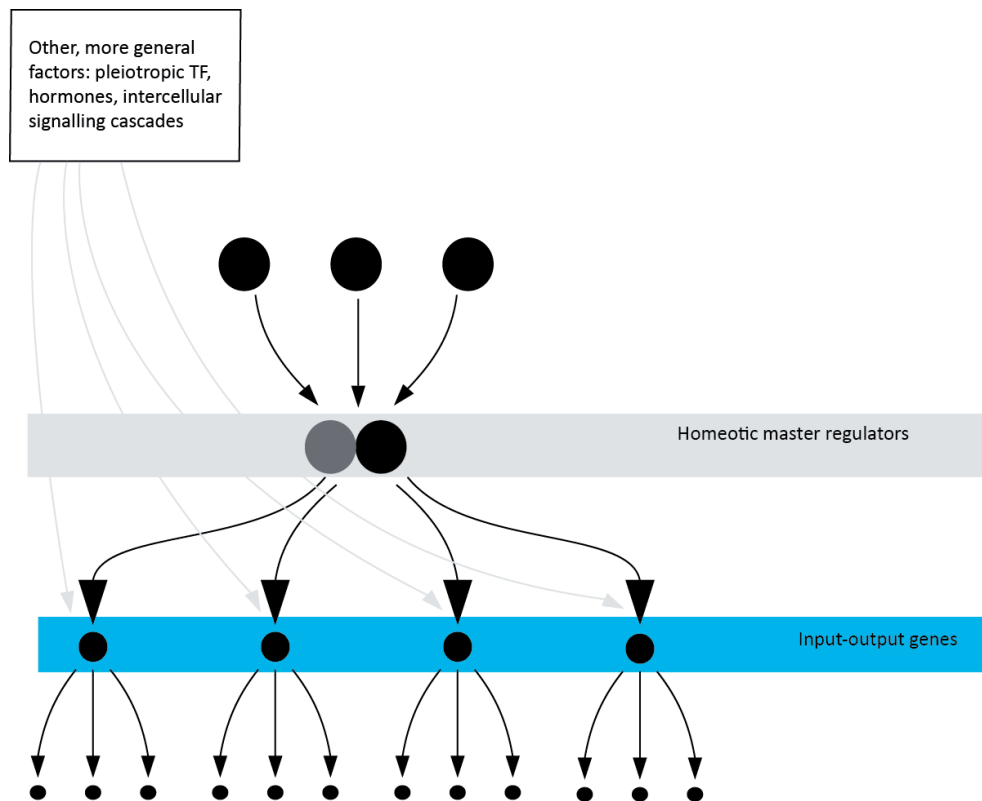 Other, more general
factors: pleiotropic TF,
hormones, intercellular
signalling cascades
Homeotic master regulators
Input-output genes